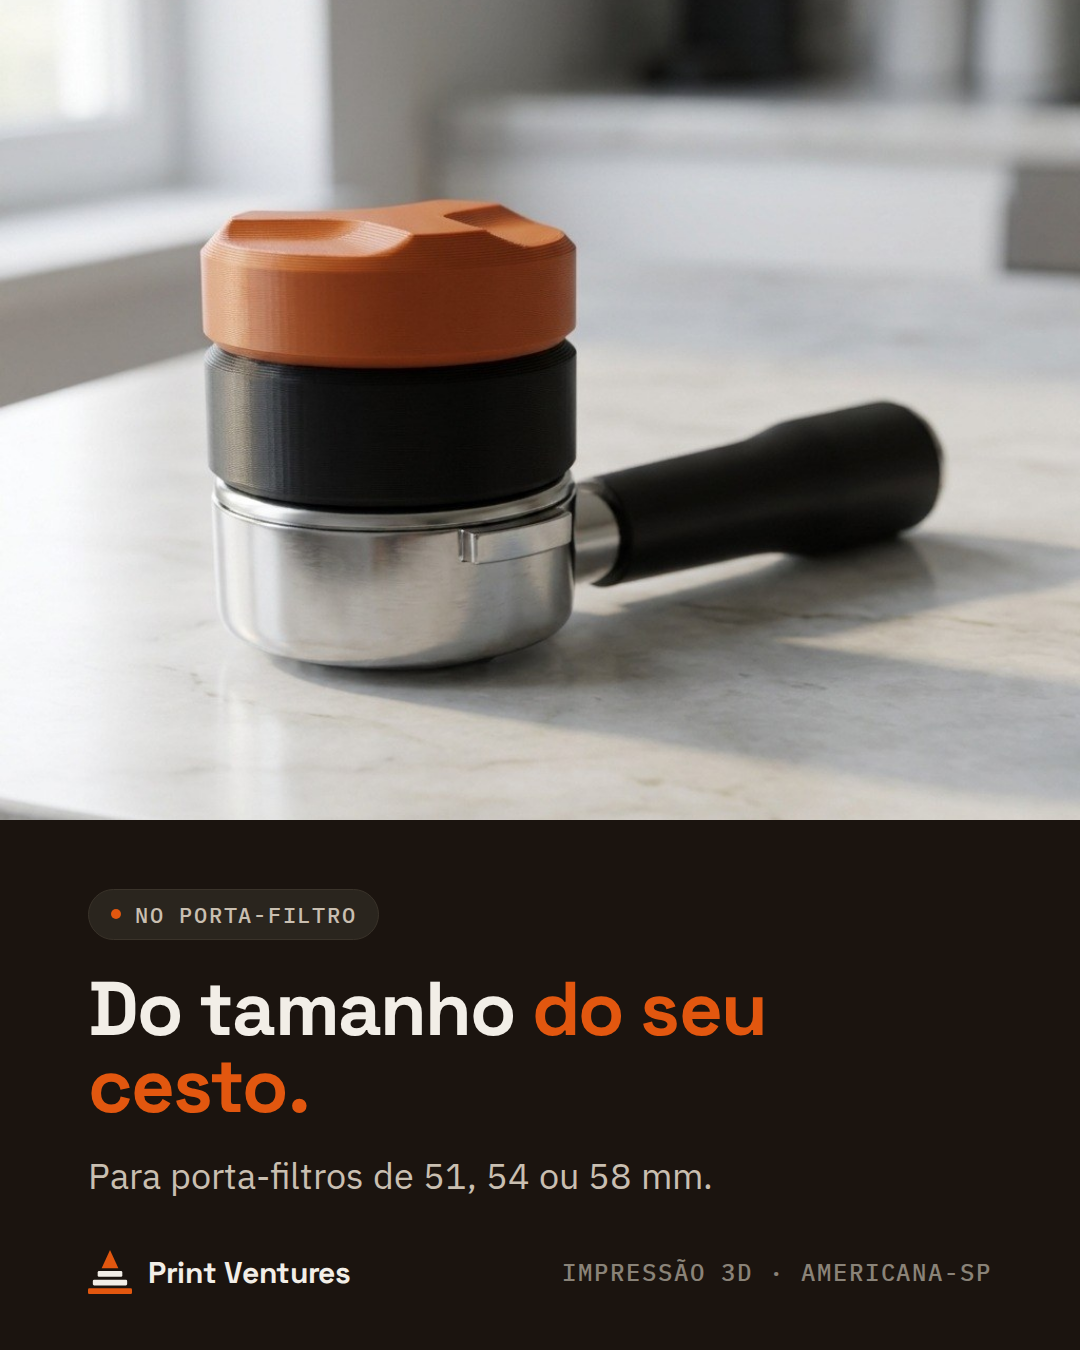 NO PORTA-FILTRO
Do tamanho do seu
cesto.
Para porta-filtros de 51, 54 ou 58 mm.
Print Ventures
IMPRESSÃO 3D · AMERICANA-SP